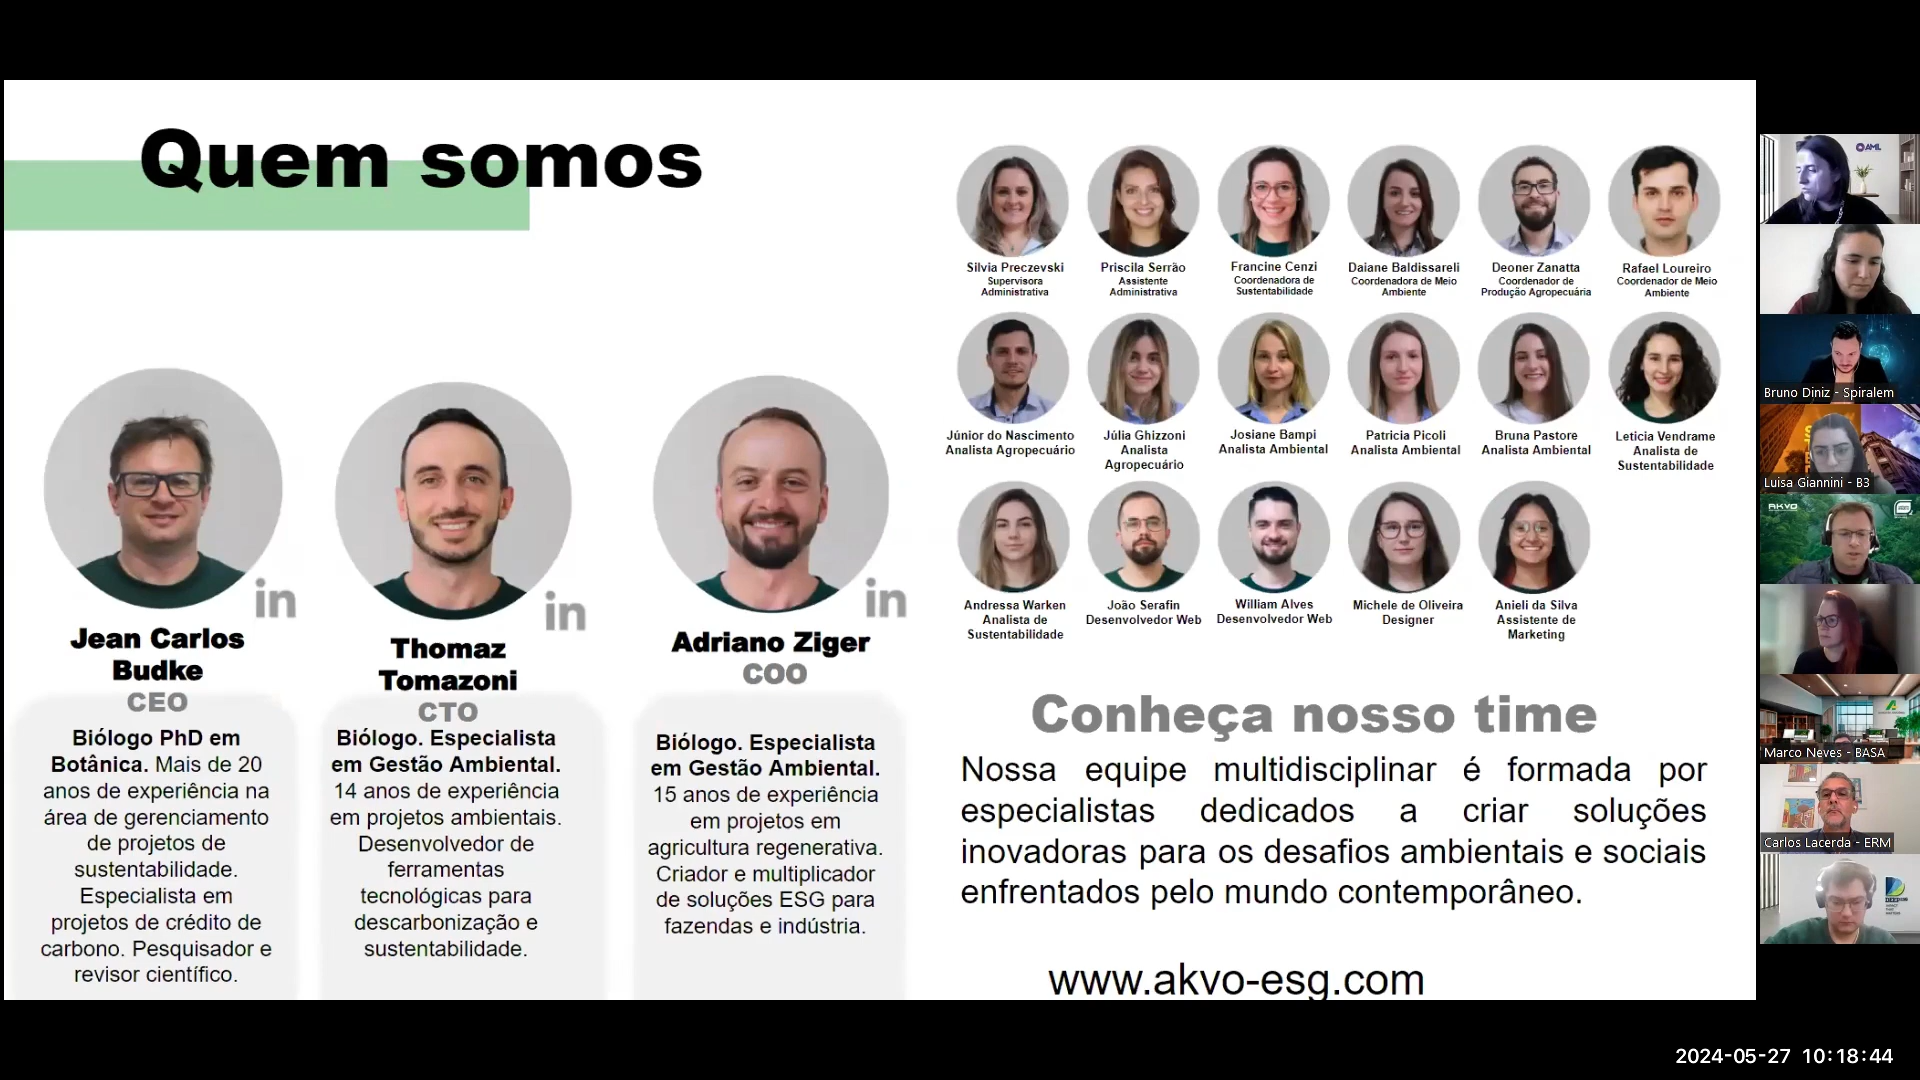 Quem somos
Jean Carlos
Budke
CEO
Biólogo PhD em
Botânica. Mais de 20
anos de experiência na
área de gerenciamento
de projetos de
sustentabilidade.
Especialista em
projetos de crédito de
carbono. Pesquisador e
revisor científico.
in
Thomaz
Tomazoni
CTO
Biólogo. Especialista
em Gestão Ambiental.
14 anos de experiência
em projetos ambientais.
Desenvolvedor de
ferramentas
tecnológicas para
descarbonização e
sustentabilidade.
in
Adriano Ziger
COO
Biólogo. Especialista
em Gestão Ambiental.
15 anos de experiência
em projetos em
agricultura regenerativa.
Criador e multiplicador
de soluções ESG para
fazendas e indústria.
in
Silvia Preczevski
Supervisora
Administrativa
Priscila Serrão
Assistente
Administrativa
Francine Cenzi
Coordenadora de
Sustentabilidade
Daiane Baldissareli
Coordenadora de Meio
Ambiente
Deoner Zanatta
Coordenador de
Produção Agropecuária
Rafael Loureiro
Coordenador de Meio
Ambiente
Júnior do Nascimento
Analista Agropecuário
Júlia Ghizzoni
Analista
Agropecuário
Josiane Bampi
Analista Ambiental
Patricia Picoli
Analista Ambiental
Bruna Pastore
Analista Ambiental
Leticia Vendrame
Analista de
Sustentabilidade
Andressa Warken
Analista de
Sustentabilidade
João Serafin
Desenvolvedor Web
William Alves
Desenvolvedor Web
Michele de Oliveira
Designer
Anieli da Silva
Assistente de
Marketing
Conheça nosso time
Nossa equipe multidisciplinar é formada por
especialistas dedicados a criar soluções
inovadoras para os desafios ambientais e sociais
enfrentados pelo mundo contemporâneo.
www.akvo-esg.com
AML
Bruno Diniz - Spiralem
Luisa Giannini - B3
AKVO
Marco Neves - BASA
Carlos Lacerda - ERM
2024-05-27 10:18:44